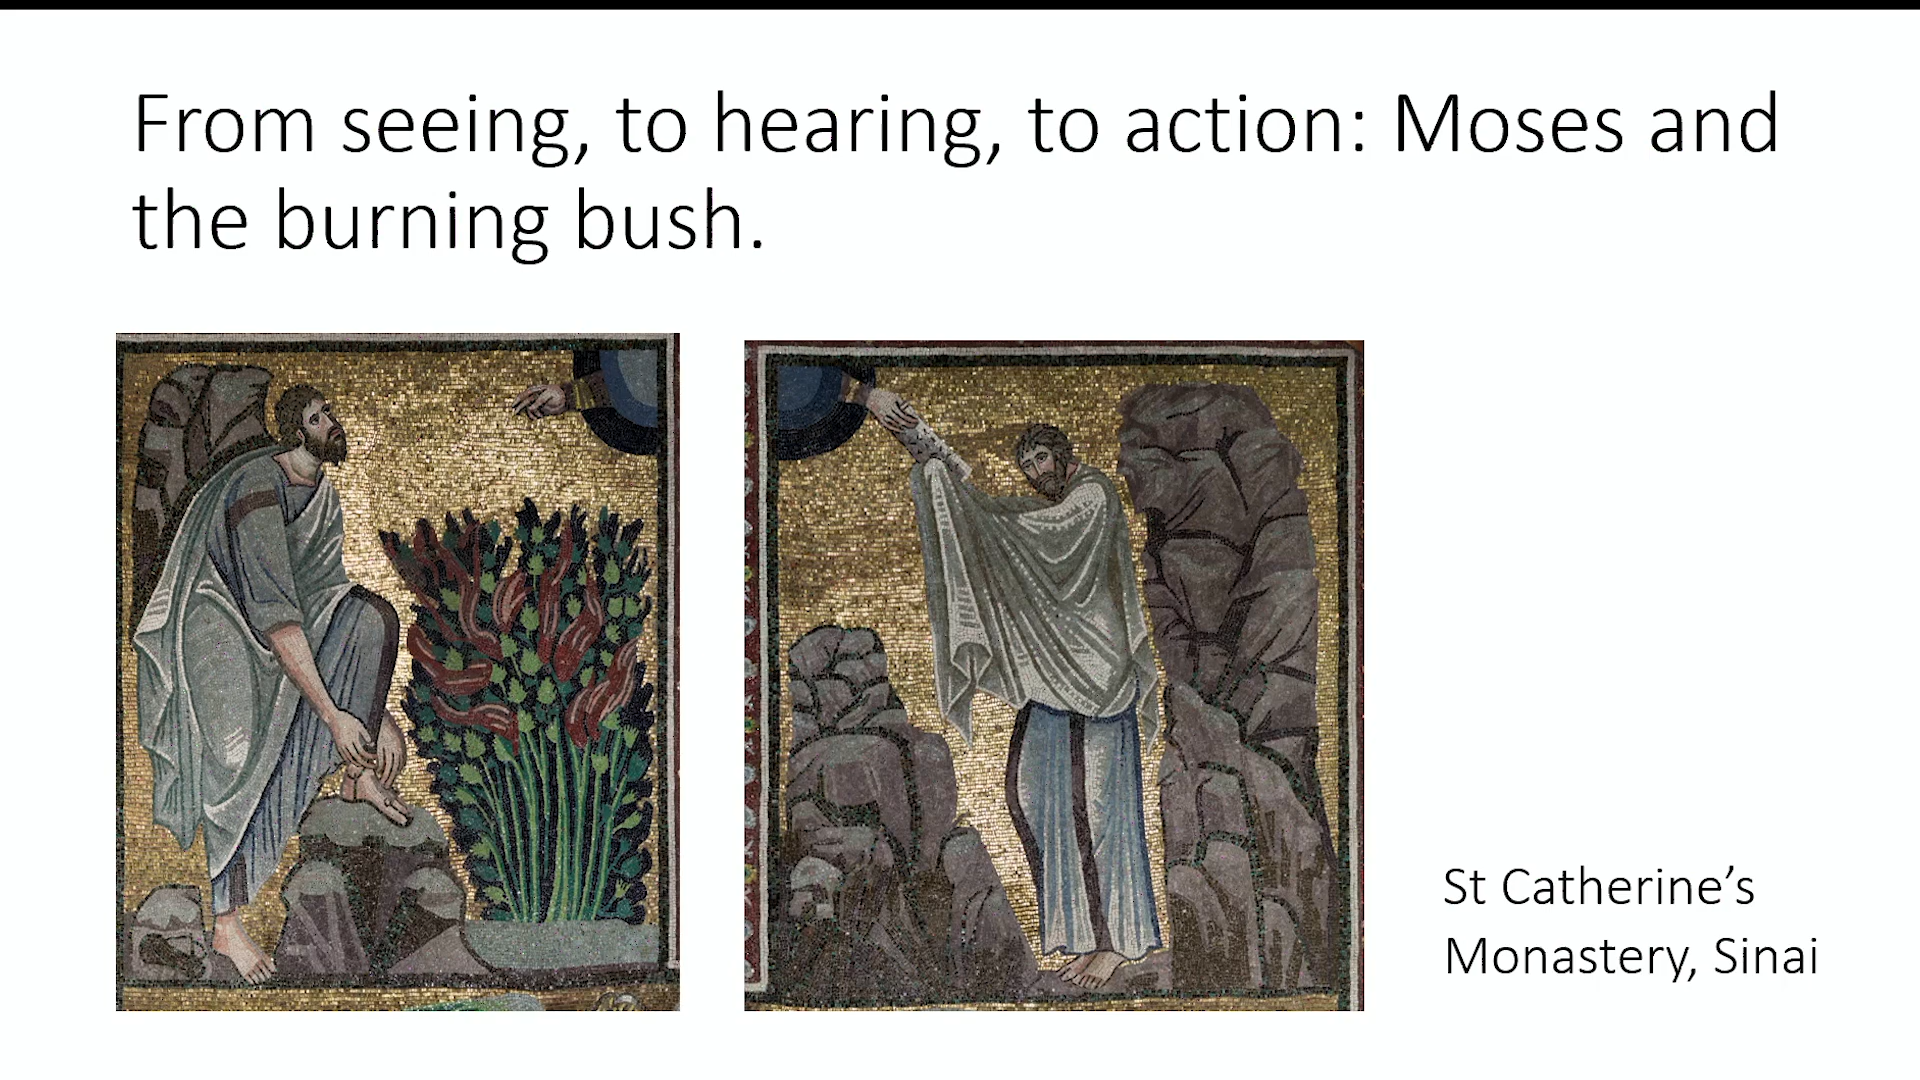 From seeing, to hearing, to action: Moses and
the burning bush.
St Catherine’s
Monastery, Sinai